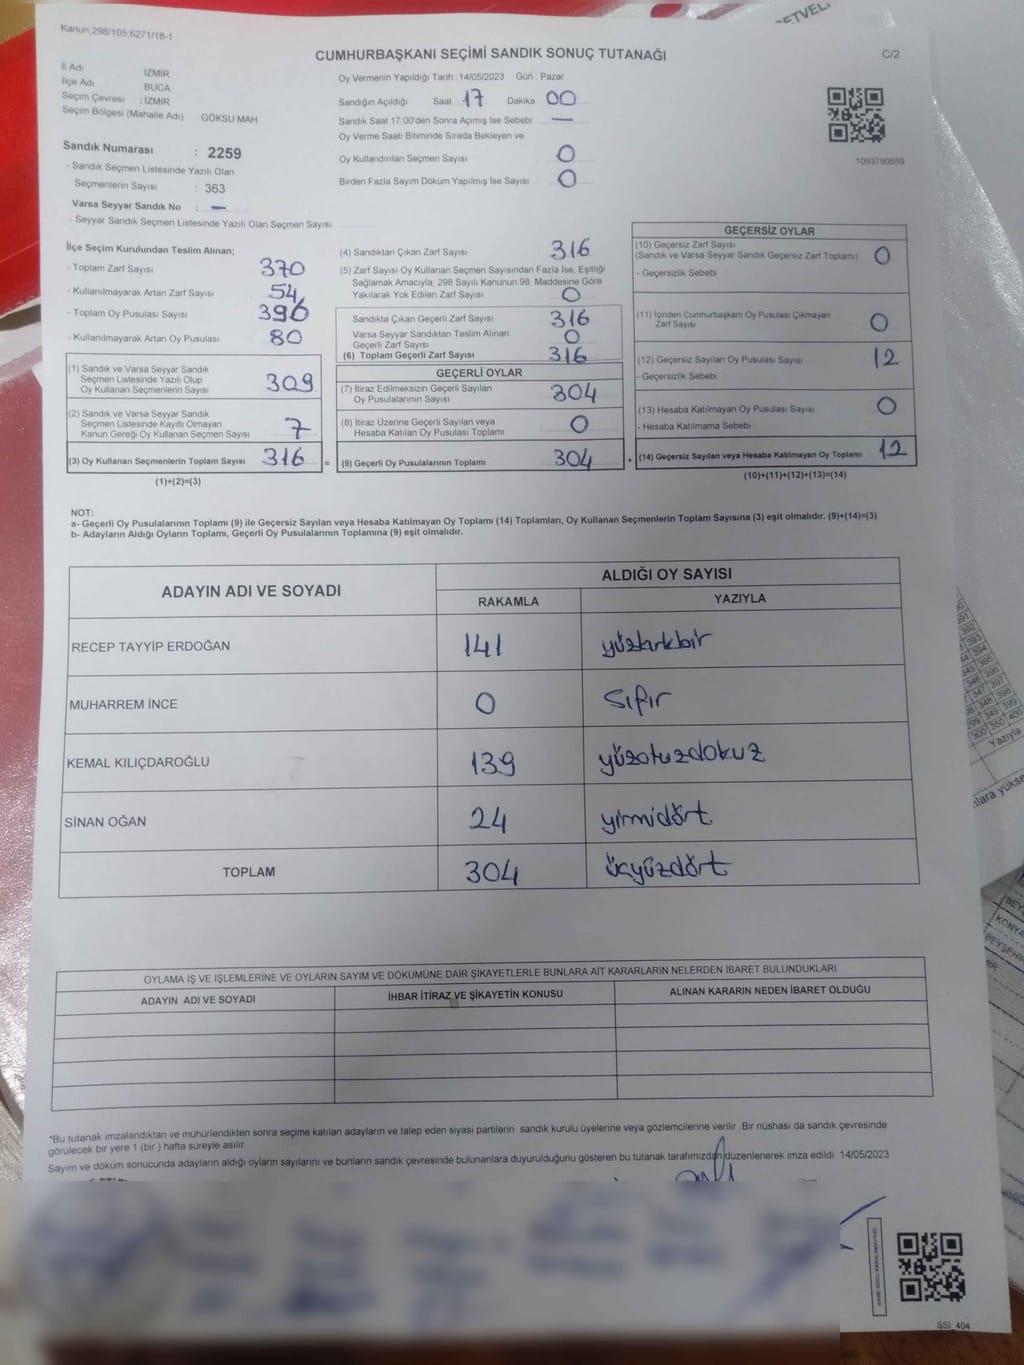 Kanun,298/105,6271/18-1
CUMHURBAŞKANI SEÇİMİ SANDIK SONUÇ TUTANAĞI
C/2
İl Adı İZMİR
İlçe Adı BUCA
Seçim Çevresi : İZMİR
Seçim Bölgesi (Mahalle Adı) GÖKSU MAH
Sandık Numarası : 2259
- Sandık Seçmen Listesinde Yazılı Olan
Seçmenlerin Sayısı : 363
Varsa Seyyar Sandık No : —
- Seyyar Sandık Seçmen Listesinde Yazılı Olan Seçmen Sayısı:
Oy Vermenin Yapıldığı Tarih : 14/05/2023 Gün : Pazar
Sandığın Açıldığı Saat 17 Dakika 00
Sandık Saat 17:00'den Sonra Açımış İse Sebebi —
Oy Verme Saati Bitiminde Sırada Bekleyen ve
Oy Kullandırılan Seçmen Sayısı 0
Birden Fazla Sayım Döküm Yapılmış İse Sayısı 0
1093790659
İlçe Seçim Kurulundan Teslim Alınan;
- Toplam Zarf Sayısı 370
- Kullanılmayarak Artan Zarf Sayısı 54
- Toplam Oy Pusulası Sayısı 396
- Kullanılmayarak Artan Oy Pusulası 80
(1) Sandık ve Varsa Seyyar Sandık
Seçmen Listesinde Yazılı Olup
Oy Kullanan Seçmenlerin Sayısı 309
(2) Sandık ve Varsa Seyyar Sandık
Seçmen Listesinde Kayıtlı Olmayan
Kanun Gereği Oy Kullanan Seçmen Sayısı 7
(3) Oy Kullanan Seçmenlerin Toplam Sayısı 316 =
(1)+(2)=(3)
(4) Sandıktan Çıkan Zarf Sayısı 316
(5) Zarf Sayısı Oy Kullanan Seçmen Sayısından Fazla İse, Eşitliği
Sağlamak Amacıyla, 298 Sayılı Kanunun 98. Maddesine Göre
Yakılarak Yok Edilen Zarf Sayısı 0
Sandıkta Çıkan Geçerli Zarf Sayısı 316
Varsa Seyyar Sandıktan Teslim Alınan
Geçerli Zarf Sayısı 0
(6) Toplam Geçerli Zarf Sayısı 316
GEÇERLİ OYLAR
(7) İtiraz Edilmeksizin Geçerli Sayılan
Oy Pusulalarının Sayısı 304
(8) İtiraz Üzerine Geçerli Sayılan veya
Hesaba Katılan Oy Pusulası Toplamı 0
(9) Geçerli Oy Pusulalarının Toplamı 304 +
GEÇERSİZ OYLAR
(10) Geçersiz Zarf Sayısı
(Sandık ve Varsa Seyyar Sandık Geçersiz Zarf Toplamı) 0
- Geçersizlik Sebebi
(11) İçinden Cumhurbaşkanı Oy Pusulası Çıkmayan
Zarf Sayısı 0
(12) Geçersiz Sayılan Oy Pusulası Sayısı 12
- Geçersizlik Sebebi
(13) Hesaba Katılmayan Oy Pusulası Sayısı 0
- Hesaba Katılmama Sebebi
(14) Geçersiz Sayılan veya Hesaba Katılmayan Oy Toplamı 12
(10)+(11)+(12)+(13)=(14)
NOT:
a- Geçerli Oy Pusulalarının Toplamı (9) ile Geçersiz Sayılan veya Hesaba Katılmayan Oy Toplamı (14) Toplamları, Oy Kullanan Seçmenlerin Toplam Sayısına (3) eşit olmalıdır. (9)+(14)=(3)
b- Adayların Aldığı Oyların Toplamı, Geçerli Oy Pusulalarının Toplamına (9) eşit olmalıdır.
ADAYIN ADI VE SOYADI ALDIĞI OY SAYISI
RAKAMLA YAZIYLA
RECEP TAYYİP ERDOĞAN 141 yüzkırkbir
MUHARREM İNCE 0 sıfır
KEMAL KILIÇDAROĞLU 139 yüzotuzdokuz
SİNAN OĞAN 24 yirmidört
TOPLAM 304 üçyüzdört
OYLAMA İŞ VE İŞLEMLERİNE VE OYLARIN SAYIM VE DÖKÜMÜNE DAİR ŞİKAYETLERLE BUNLARA AİT KARARLARIN NELERDEN İBARET BULUNDUKLARI
ADAYIN ADI VE SOYADI İHBAR İTİRAZ VE ŞİKAYETİN KONUSU ALINAN KARARIN NEDEN İBARET OLDUĞU
*Bu tutanak imzalandıktan ve mühürlendikten sonra seçime katılan adayların ve talep eden siyasi partilerin sandık kurulu üyelerine veya gözlemcilerine verilir. Bir nüshası da sandık çevresinde
görülecek bir yere 1 (bir) hafta süreyle asılır.
Sayım ve döküm sonucunda adayların aldığı oyların sayılarını ve bunların sandık çevresinde bulunanlara duyurulduğunu gösteren bu tutanak tarafımızdan düzenlenerek imza edildi. 14/05/2023
SSI_404